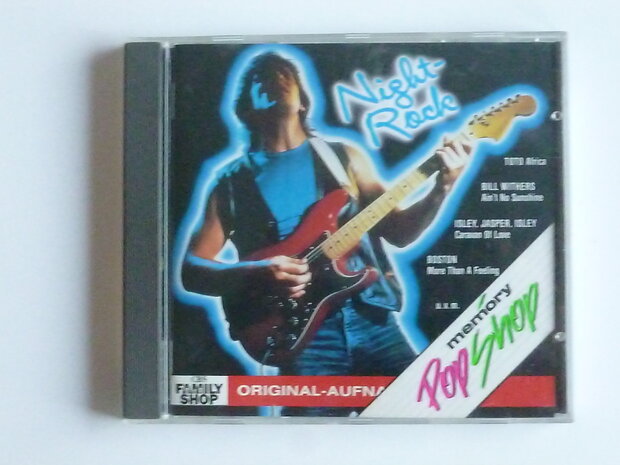 Night-
Rock
TOTO Africa
BILL WITHERS
Ain't No Sunshine
ISLEY, JASPER, ISLEY
Caravan Of Love
BOSTON
More Than A Feeling
u.v.m.
memory
Pop Shop
CBS
FAMILY
SHOP
ORIGINAL-AUFNA